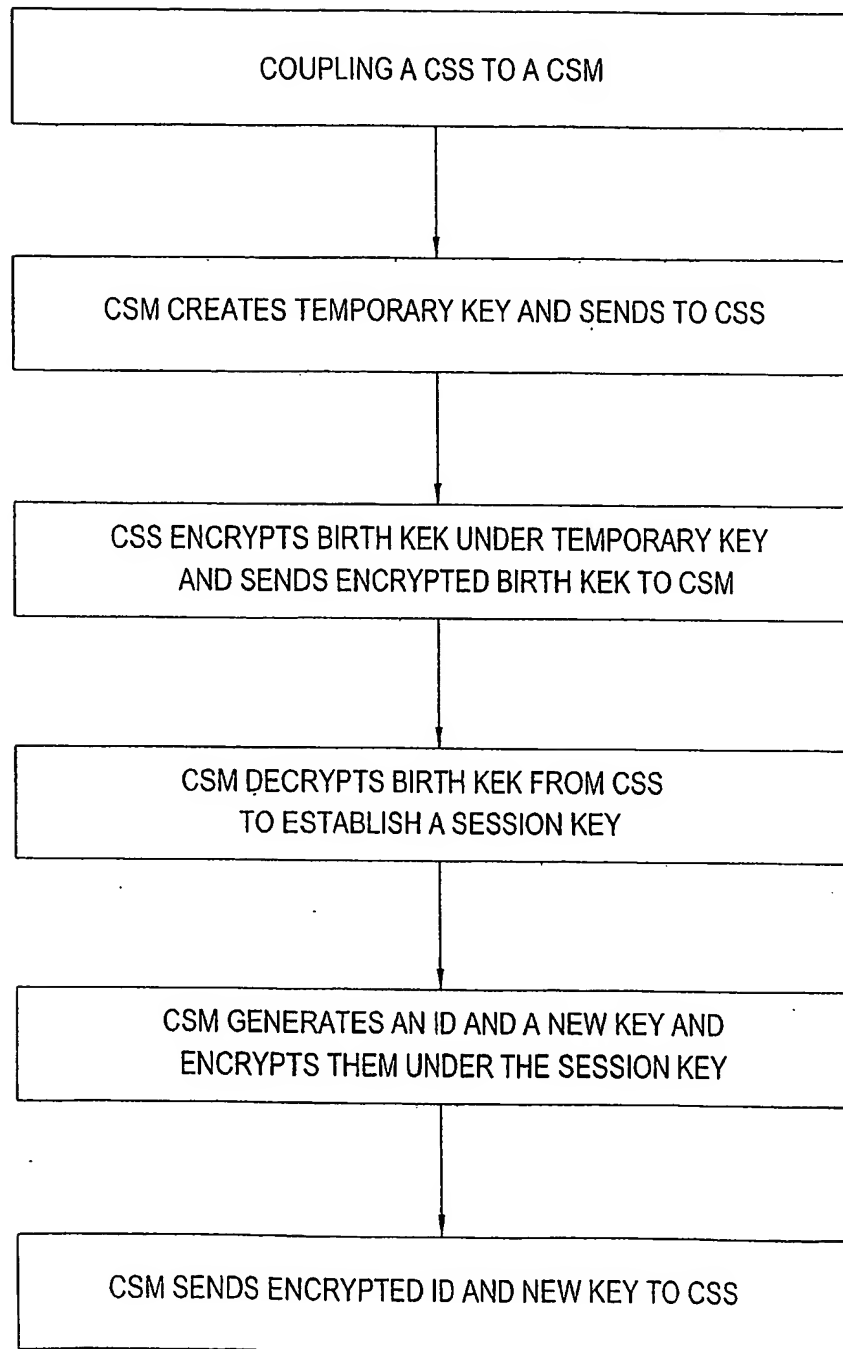 COUPLING A CSS TO A CSM
CSM CREATES TEMPORARY KEY AND SENDS TO CSS
CSS ENCRYPTS BIRTH KEK UNDER TEMPORARY KEY
AND SENDS ENCRYPTED BIRTH KEK TO CSM
CSM DECRYPTS BIRTH KEK FROM CSS
TO ESTABLISH A SESSION KEY
CSM GENERATES AN ID AND A NEW KEY AND
ENCRYPTS THEM UNDER THE SESSION KEY
CSM SENDS ENCRYPTED ID AND NEW KEY TO CSS